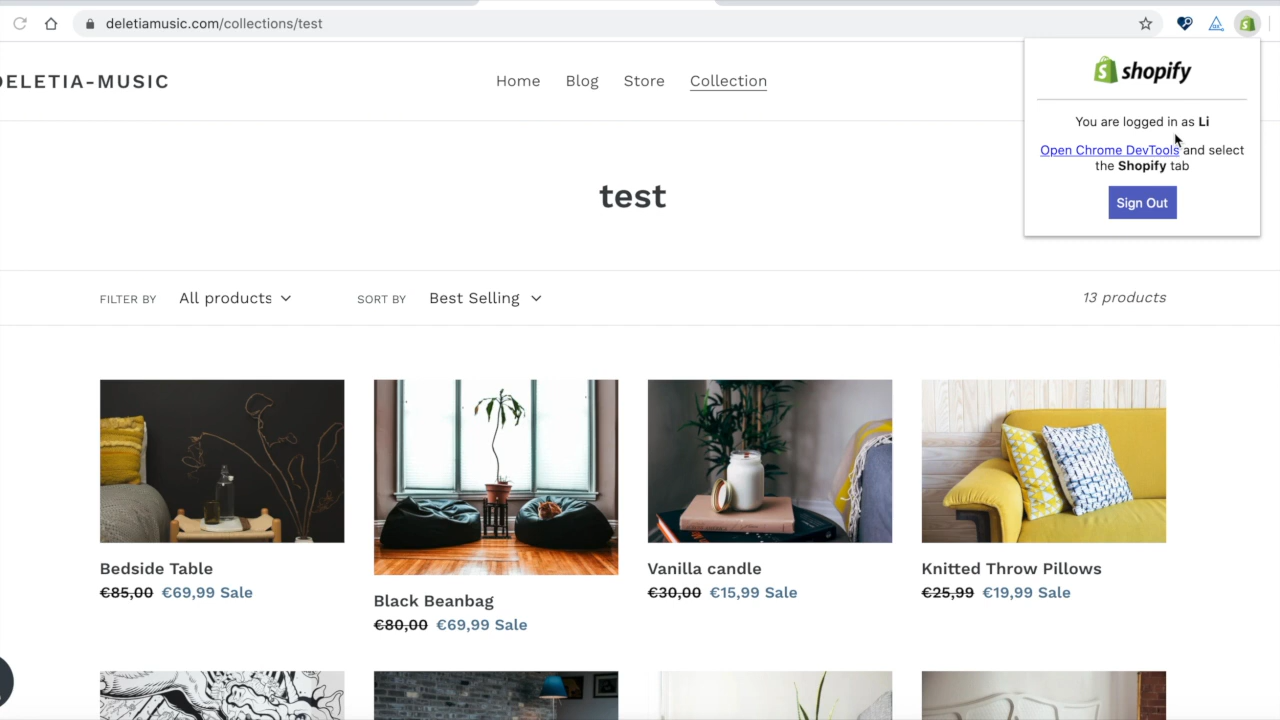 deletiamusic.com/collections/test
DELETIA-MUSIC
Home Blog Store Collection
shopify
You are logged in as Li
Open Chrome DevTools and select
the Shopify tab
Sign Out
test
FILTER BY All products SORT BY Best Selling 13 products
Bedside Table
€85,00 €69,99 Sale
Black Beanbag
€80,00 €69,99 Sale
Vanilla candle
€30,00 €15,99 Sale
Knitted Throw Pillows
€25,99 €19,99 Sale